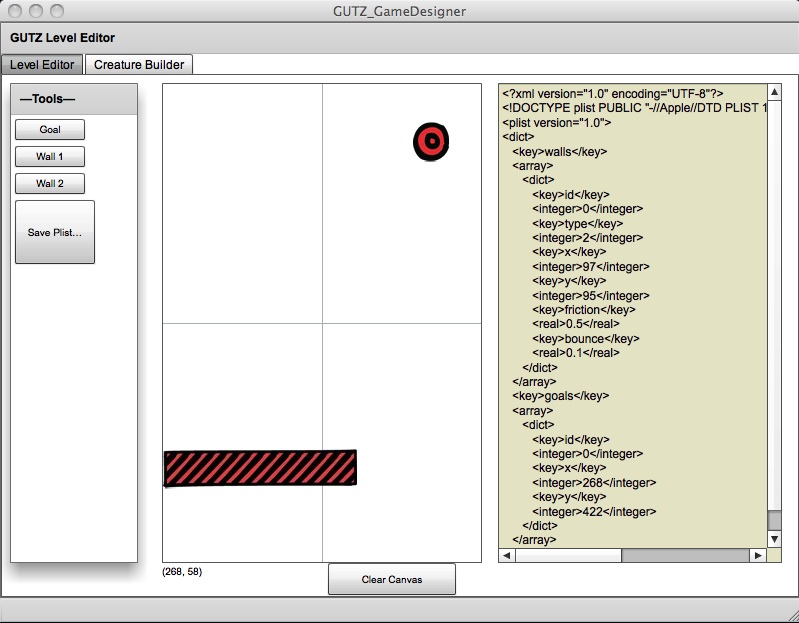 GUTZ_GameDesigner
GUTZ Level Editor
Level Editor
Creature Builder
—Tools—
Goal
Wall 1
Wall 2
Save Plist...
<?xml version="1.0" encoding="UTF-8"?>
<!DOCTYPE plist PUBLIC "-//Apple//DTD PLIST 1
<plist version="1.0">
<dict>
<key>walls</key>
<array>
<dict>
<key>id</key>
<integer>0</integer>
<key>type</key>
<integer>2</integer>
<key>x</key>
<integer>97</integer>
<key>y</key>
<integer>95</integer>
<key>friction</key>
<real>0.5</real>
<key>bounce</key>
<real>0.1</real>
</dict>
</array>
<key>goals</key>
<array>
<dict>
<key>id</key>
<integer>0</integer>
<key>x</key>
<integer>268</integer>
<key>y</key>
<integer>422</integer>
</dict>
</array>
(268, 58)
Clear Canvas